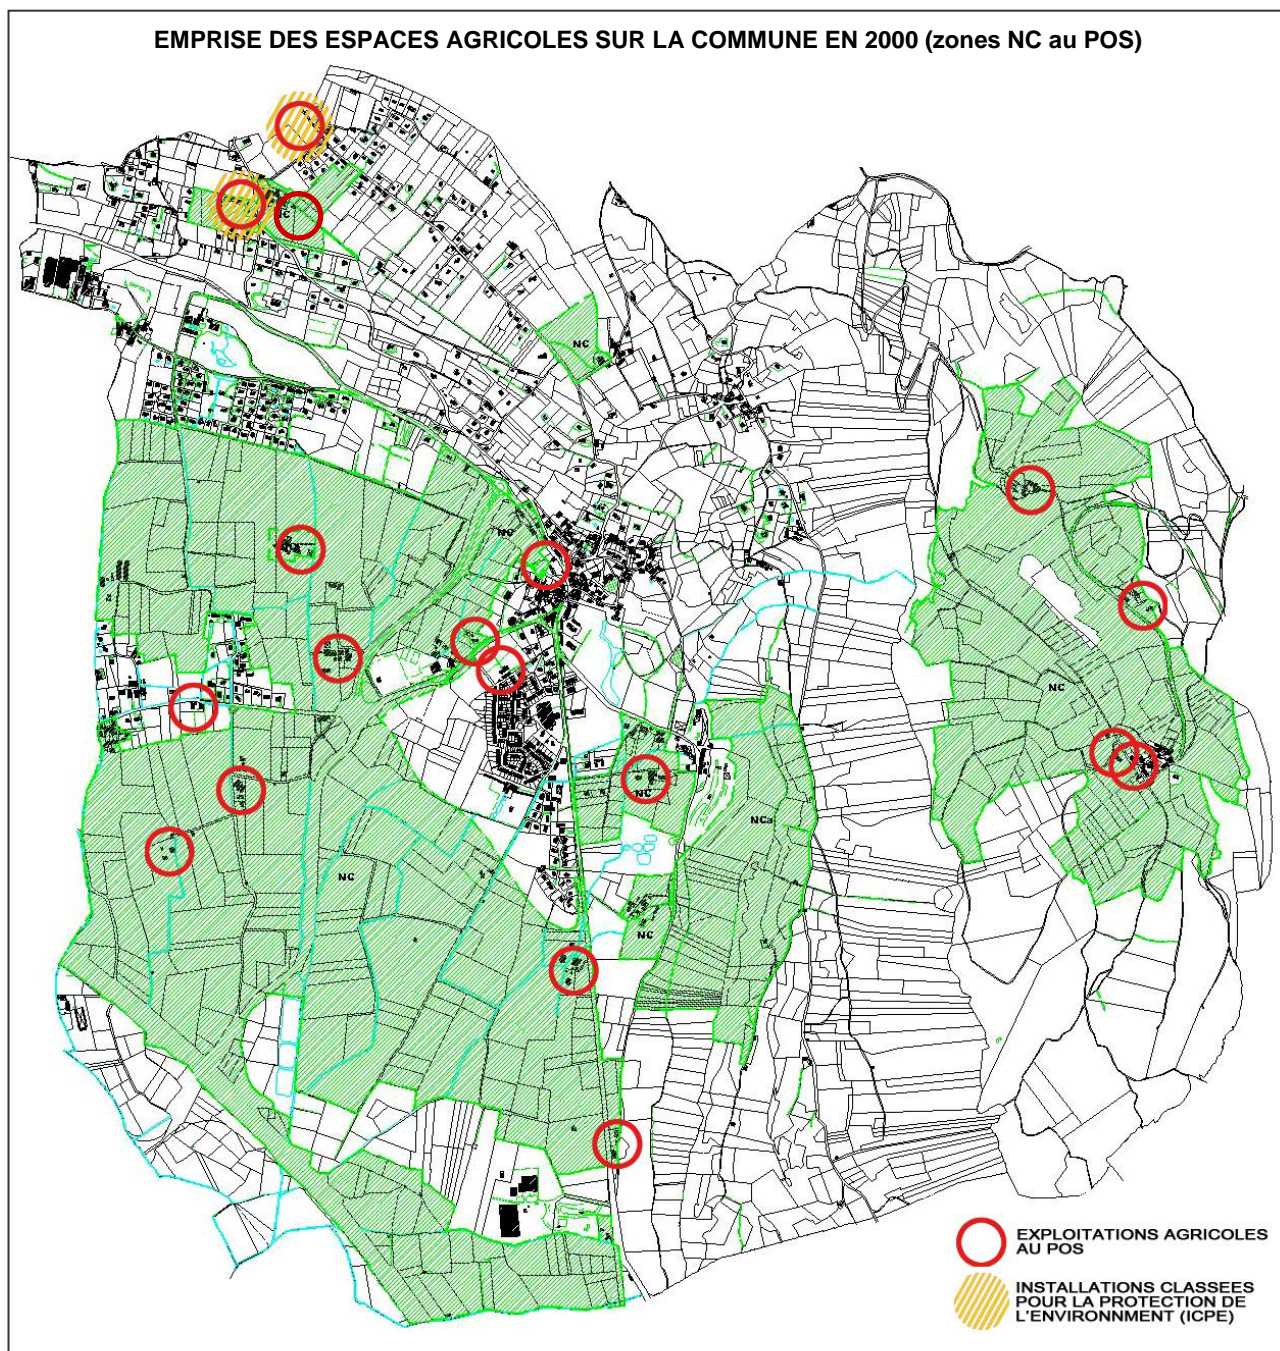 EMPRISE DES ESPACES AGRICOLES SUR LA COMMUNE EN 2000 (zones NC au POS)
NC
NC
NC
NC
NC
NCa
NC
NC
EXPLOITATIONS AGRICOLES
AU POS
INSTALLATIONS CLASSEES
POUR LA PROTECTION DE
L'ENVIRONNMENT (ICPE)